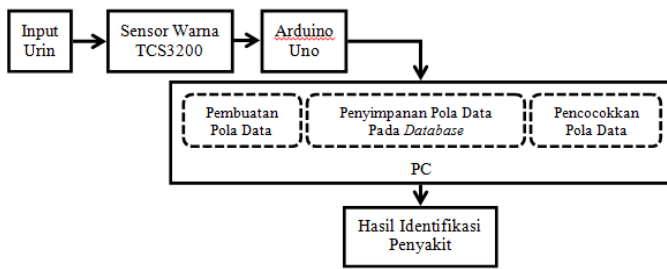 Input
Urin
Sensor Warna
TCS3200
Arduino
Uno
Pembuatan
Pola Data
Penyimpanan Pola Data
Pada Database
Pencocokkan
Pola Data
PC
Hasil Identifikasi
Penyakit